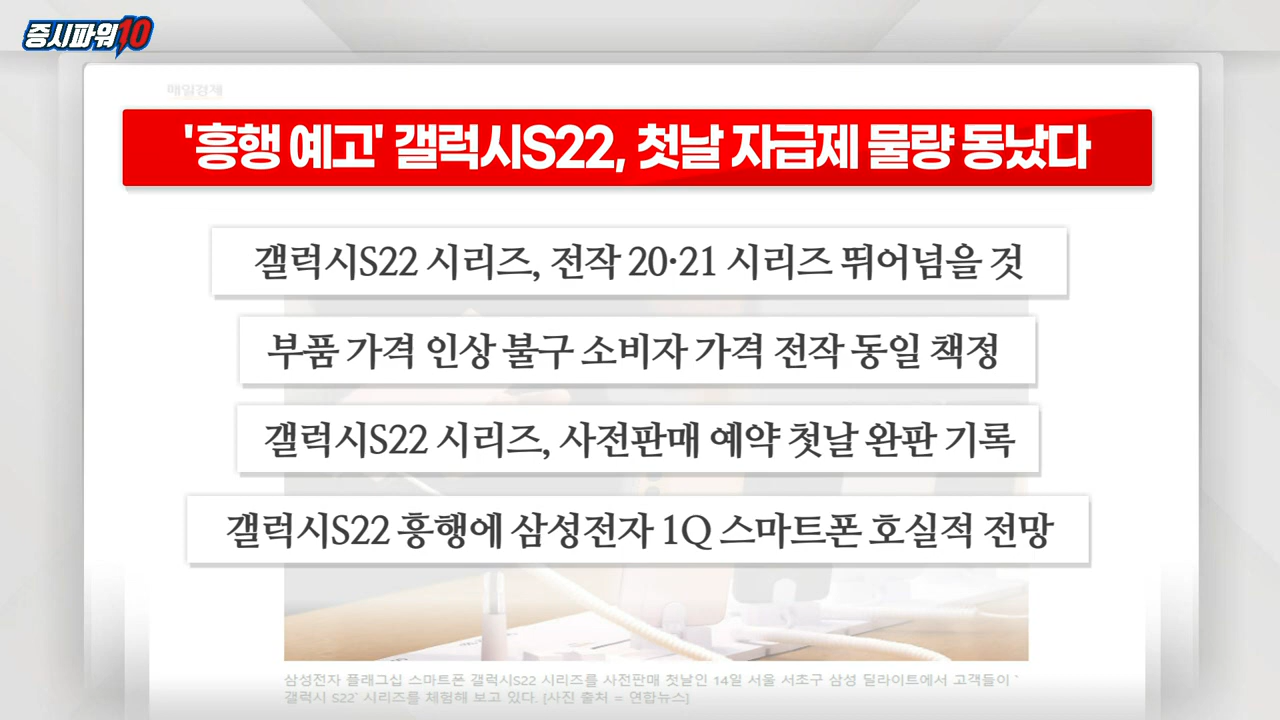 증시파워10
매일경제
'흥행 예고' 갤럭시S22, 첫날 자급제 물량 동났다
갤럭시S22 시리즈, 전작 20·21 시리즈 뛰어넘을 것
부품 가격 인상 불구 소비자 가격 전작 동일 책정
갤럭시S22 시리즈, 사전판매 예약 첫날 완판 기록
갤럭시S22 흥행에 삼성전자 1Q 스마트폰 호실적 전망
삼성전자 플래그십 스마트폰 갤럭시S22 시리즈를 사전판매 첫날인 14일 서울 서초구 삼성 딜라이트에서 고객들이 `
갤럭시 S22` 시리즈를 체험해 보고 있다. [사진 출처 = 연합뉴스]